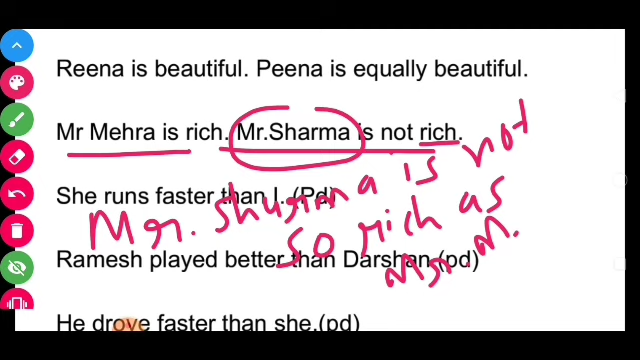 Reena is beautiful. Peena is equally beautiful.
Mr Mehra is rich. Mr.Sharma is not rich.
She runs faster than I. (Pd)
Mr. Sharma is not
so rich as
Mr. M.
Ramesh played better than Darshan.(pd)
He drove faster than she.(pd)